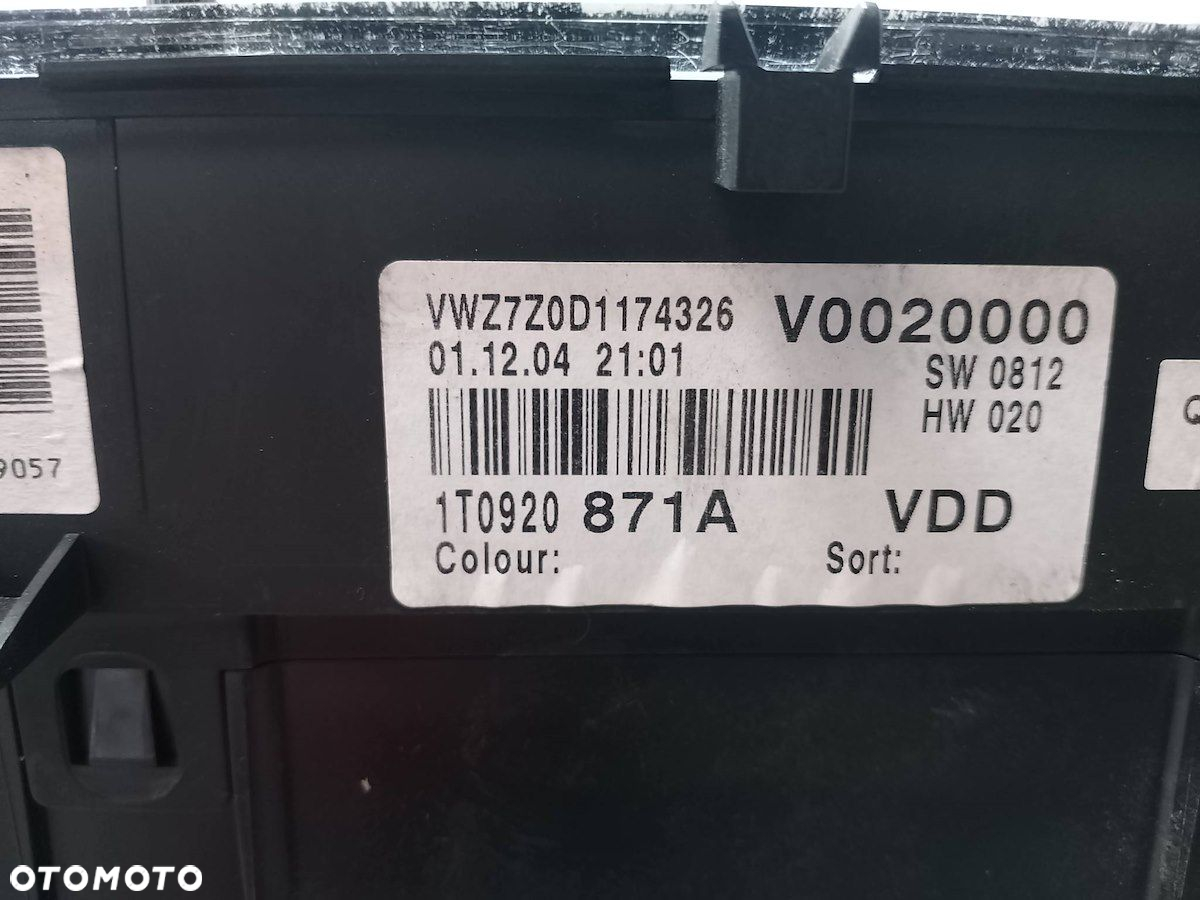 VWZ7Z0D1174326 V0020000
01.12.04 21:01 SW 0812
HW 020
1T0920 871A VDD
Colour: Sort:
9057
Q
OTOMOTO